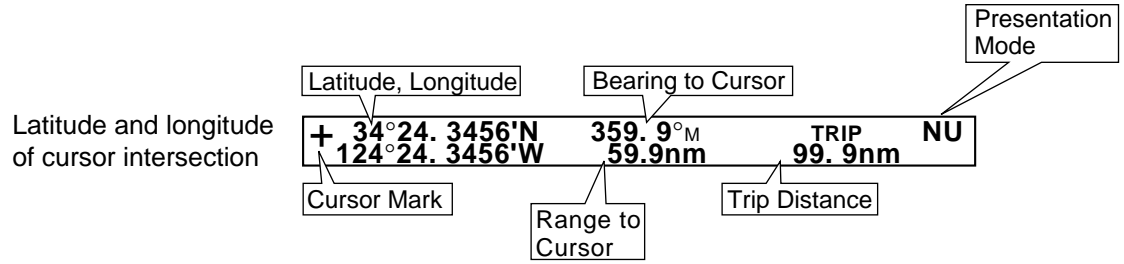 Presentation
Mode
Latitude, Longitude
Bearing to Cursor
Latitude and longitude
of cursor intersection
+ 34°24. 3456'N 359. 9°M TRIP NU
124°24. 3456'W 59.9nm 99. 9nm
Cursor Mark
Range to
Cursor
Trip Distance